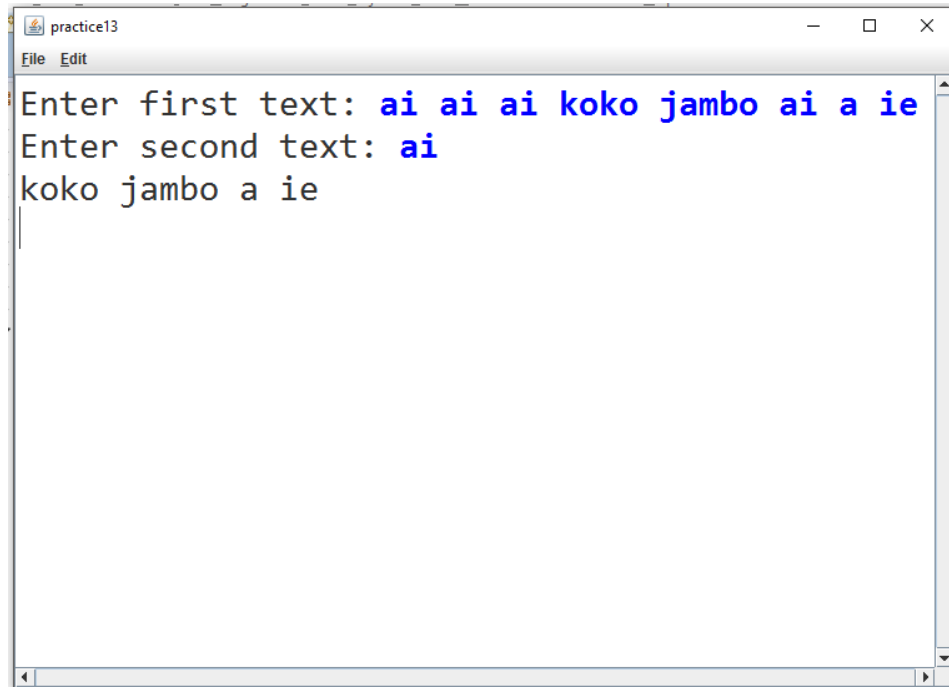 practice13
File Edit
Enter first text: ai ai ai koko jambo ai a ie
Enter second text: ai
koko jambo a ie